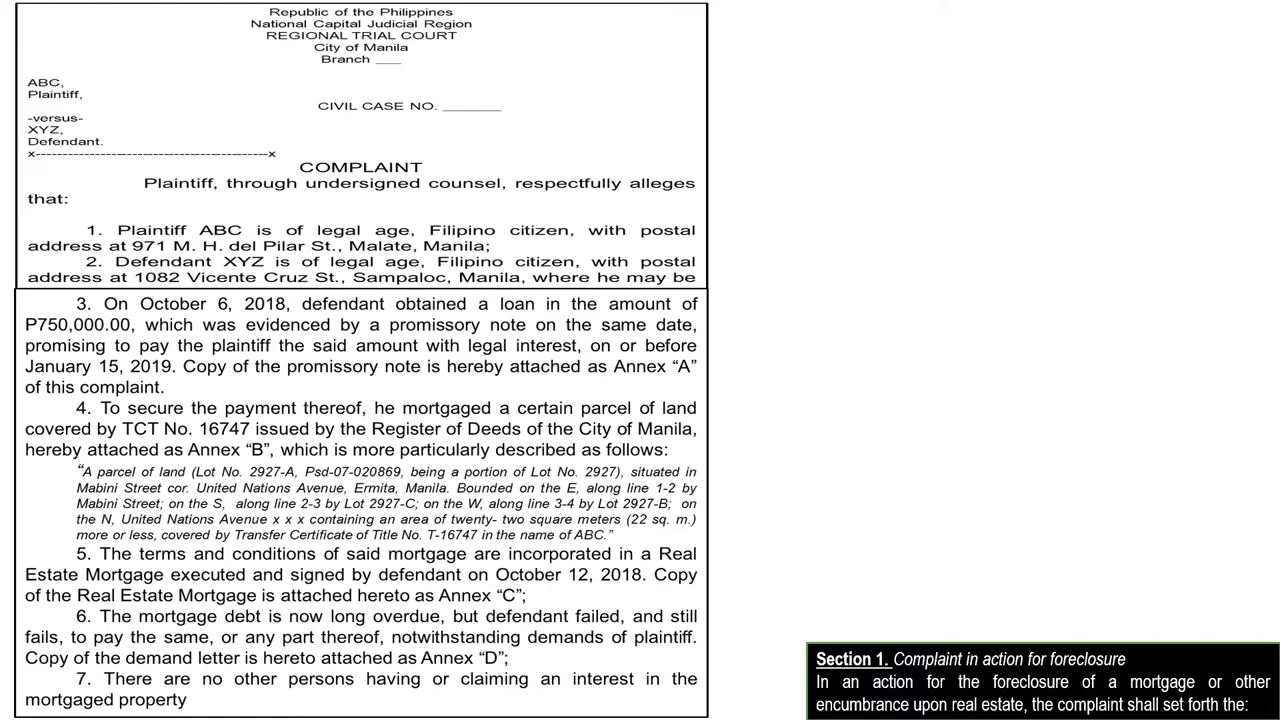 Republic of the Philippines
National Capital Judicial Region
REGIONAL TRIAL COURT
City of Manila
Branch ___
ABC,
Plaintiff,
CIVIL CASE NO. ________
-versus-
XYZ,
Defendant.
x-------------------------------------------x
COMPLAINT
Plaintiff, through undersigned counsel, respectfully alleges
that:
1. Plaintiff ABC is of legal age, Filipino citizen, with postal
address at 971 M. H. del Pilar St., Malate, Manila;
2. Defendant XYZ is of legal age, Filipino citizen, with postal
address at 1082 Vicente Cruz St., Sampaloc, Manila, where he may be
3. On October 6, 2018, defendant obtained a loan in the amount of
P750,000.00, which was evidenced by a promissory note on the same date,
promising to pay the plaintiff the said amount with legal interest, on or before
January 15, 2019. Copy of the promissory note is hereby attached as Annex “A”
of this complaint.
4. To secure the payment thereof, he mortgaged a certain parcel of land
covered by TCT No. 16747 issued by the Register of Deeds of the City of Manila,
hereby attached as Annex “B”, which is more particularly described as follows:
“A parcel of land (Lot No. 2927-A, Psd-07-020869, being a portion of Lot No. 2927), situated in
Mabini Street cor. United Nations Avenue, Ermita, Manila. Bounded on the E, along line 1-2 by
Mabini Street; on the S, along line 2-3 by Lot 2927-C; on the W, along line 3-4 by Lot 2927-B; on
the N, United Nations Avenue x x x containing an area of twenty- two square meters (22 sq. m.)
more or less, covered by Transfer Certificate of Title No. T-16747 in the name of ABC.”
5. The terms and conditions of said mortgage are incorporated in a Real
Estate Mortgage executed and signed by defendant on October 12, 2018. Copy
of the Real Estate Mortgage is attached hereto as Annex “C”;
6. The mortgage debt is now long overdue, but defendant failed, and still
fails, to pay the same, or any part thereof, notwithstanding demands of plaintiff.
Copy of the demand letter is hereto attached as Annex “D”;
7. There are no other persons having or claiming an interest in the
mortgaged property
Section 1. Complaint in action for foreclosure
In an action for the foreclosure of a mortgage or other
encumbrance upon real estate, the complaint shall set forth the: